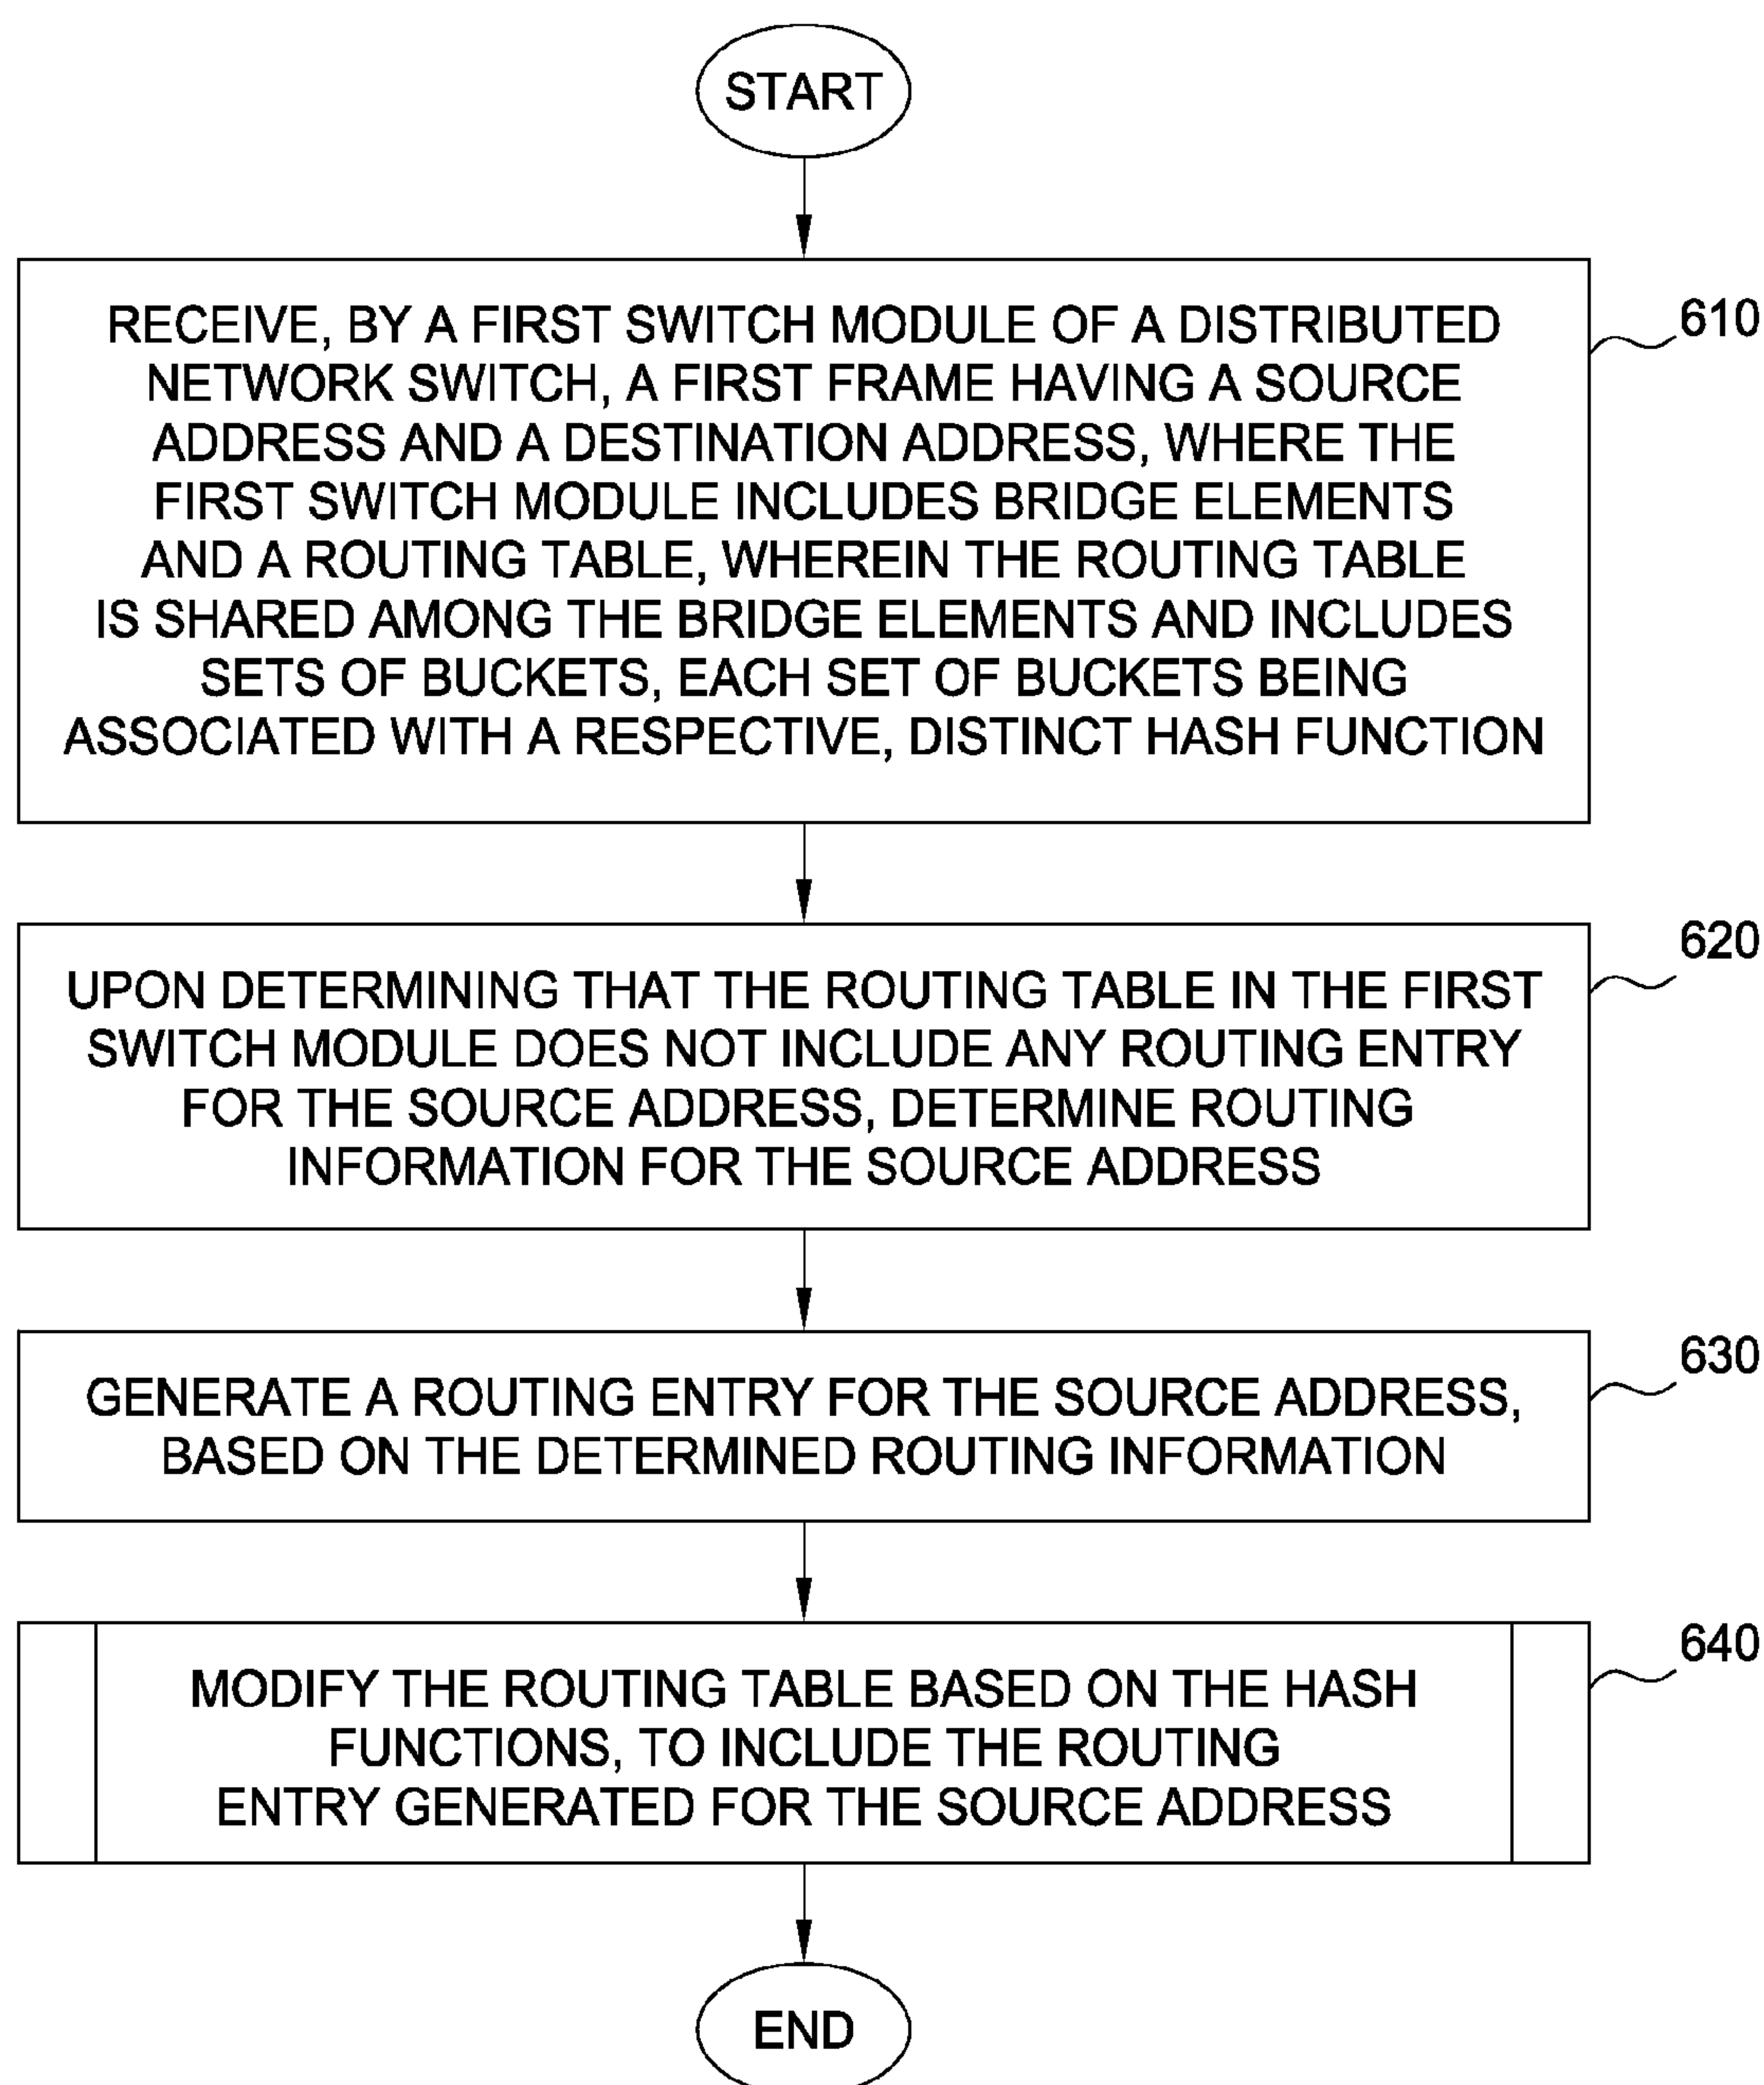 START
RECEIVE, BY A FIRST SWITCH MODULE OF A DISTRIBUTED
NETWORK SWITCH, A FIRST FRAME HAVING A SOURCE
ADDRESS AND A DESTINATION ADDRESS, WHERE THE
FIRST SWITCH MODULE INCLUDES BRIDGE ELEMENTS
AND A ROUTING TABLE, WHEREIN THE ROUTING TABLE
IS SHARED AMONG THE BRIDGE ELEMENTS AND INCLUDES
SETS OF BUCKETS, EACH SET OF BUCKETS BEING
ASSOCIATED WITH A RESPECTIVE, DISTINCT HASH FUNCTION
610
UPON DETERMINING THAT THE ROUTING TABLE IN THE FIRST
SWITCH MODULE DOES NOT INCLUDE ANY ROUTING ENTRY
FOR THE SOURCE ADDRESS, DETERMINE ROUTING
INFORMATION FOR THE SOURCE ADDRESS
620
GENERATE A ROUTING ENTRY FOR THE SOURCE ADDRESS,
BASED ON THE DETERMINED ROUTING INFORMATION
630
MODIFY THE ROUTING TABLE BASED ON THE HASH
FUNCTIONS, TO INCLUDE THE ROUTING
ENTRY GENERATED FOR THE SOURCE ADDRESS
640
END